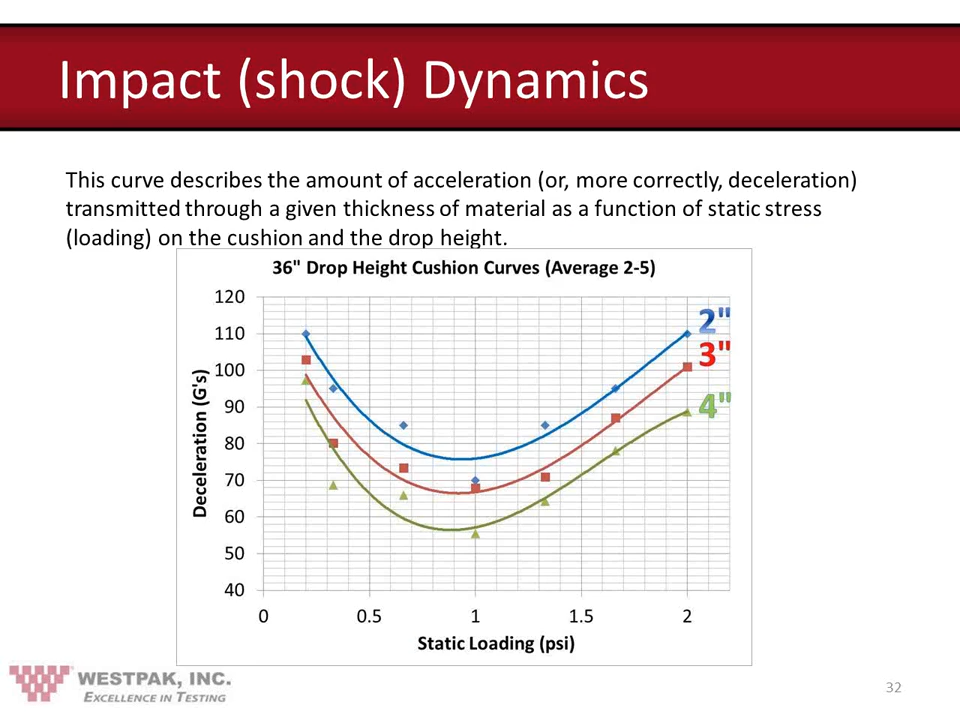 Impact (shock) Dynamics
This curve describes the amount of acceleration (or, more correctly, deceleration)
transmitted through a given thickness of material as a function of static stress
(loading) on the cushion and the drop height.
36" Drop Height Cushion Curves (Average 2-5)
120
110
100
90
80
70
60
50
40
Deceleration (G's)
2"
3"
4"
0 0.5 1 1.5 2
Static Loading (psi)
WESTPAK, INC.
EXCELLENCE IN TESTING
32